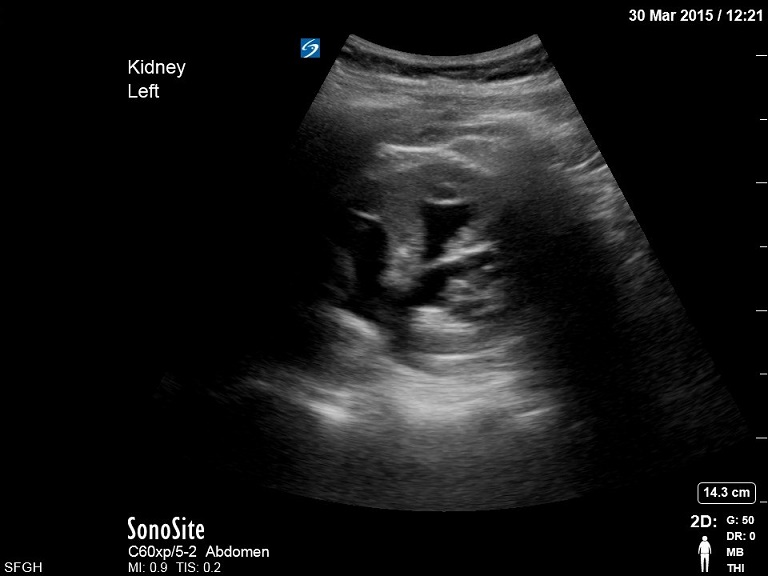 30 Mar 2015 / 12:21
Kidney
Left
14.3 cm
2D:
G: 50
DR: 0
MB
THI
SonoSite
C60xp/5-2 Abdomen
MI: 0.9 TIS: 0.2
SFGH